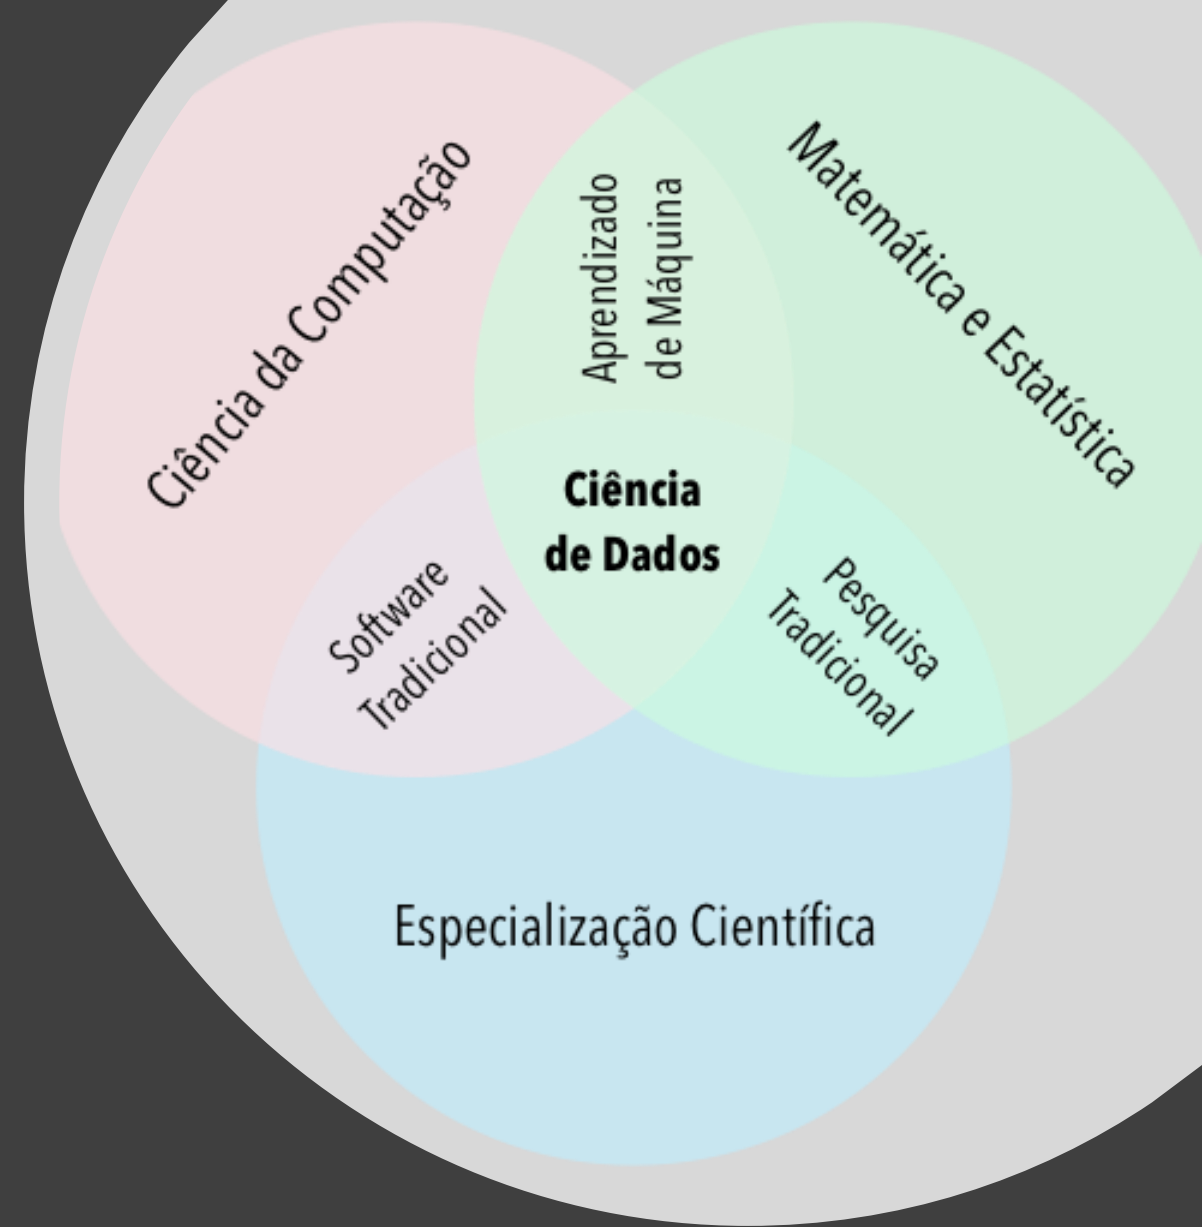 Ciência da Computação
Aprendizado
de Máquina
Matemática e Estatística
Ciência
de Dados
Software
Tradicional
Pesquisa
Tradicional
Especialização Científica